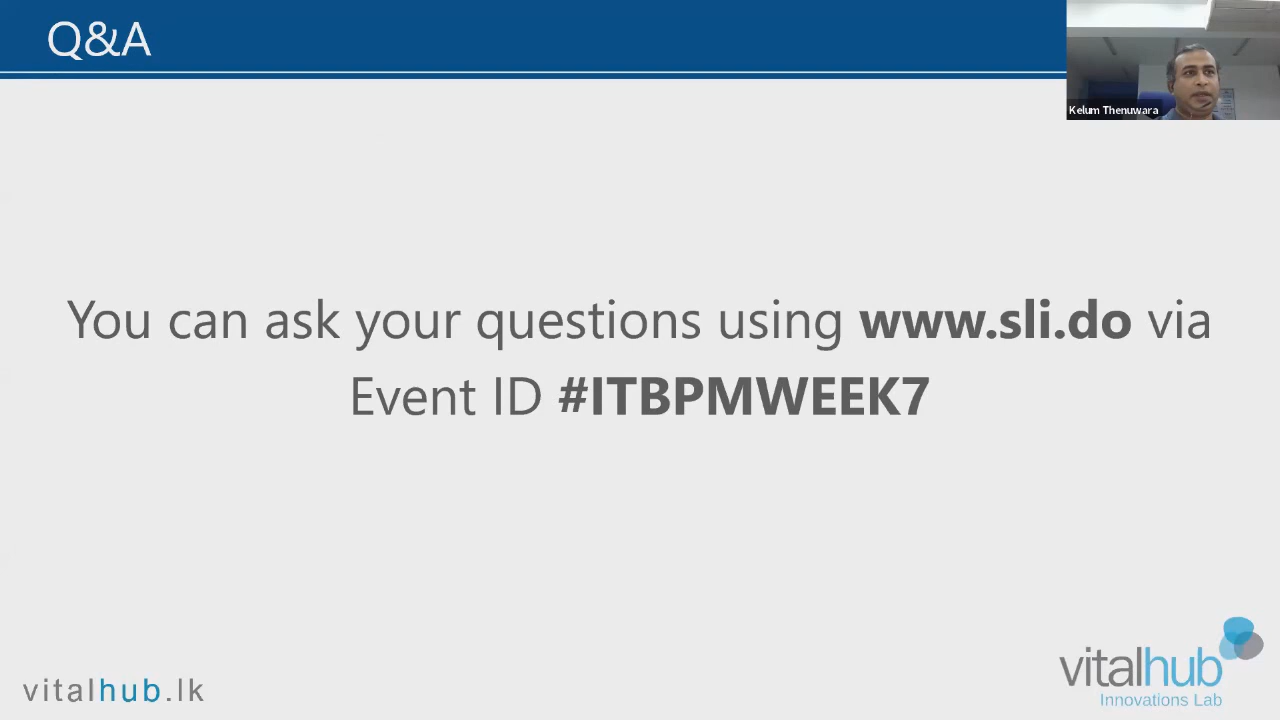 Q&A
Kelum Thenuwara
You can ask your questions using www.sli.do via
Event ID #ITBPMWEEK7
vitalhub.lk
vitalhub
Innovations Lab